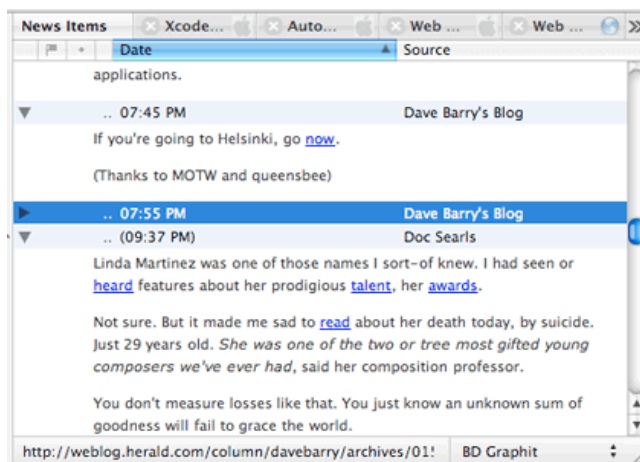 News Items Xcode... Auto... Web ... Web ... »
Date Source
applications.
.. 07:45 PM Dave Barry's Blog
If you're going to Helsinki, go now.
(Thanks to MOTW and queensbee)
.. 07:55 PM Dave Barry's Blog
.. (09:37 PM) Doc Searls
Linda Martinez was one of those names I sort-of knew. I had seen or
heard features about her prodigious talent, her awards.
Not sure. But it made me sad to read about her death today, by suicide.
Just 29 years old. She was one of the two or tree most gifted young
composers we've ever had, said her composition professor.
You don't measure losses like that. You just know an unknown sum of
goodness will fail to grace the world.
http://weblog.herald.com/column/davebarry/archives/01! BD Graphit